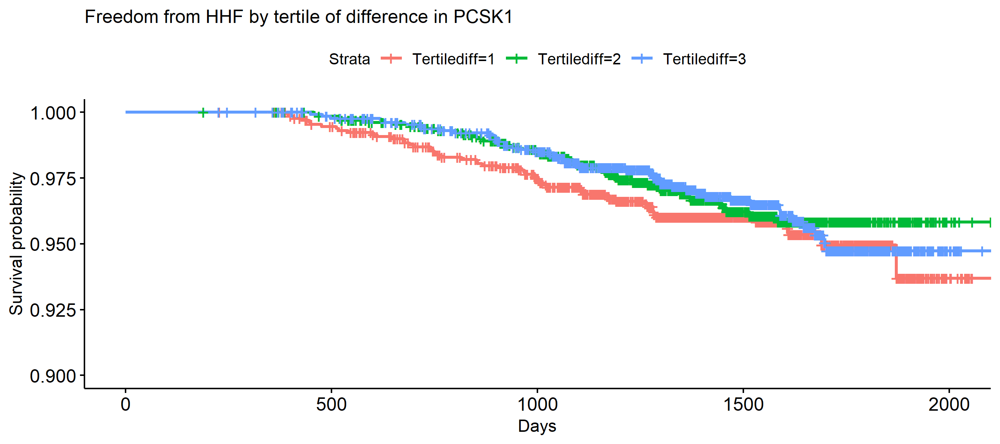 Freedom from HHF by tertile of difference in PCSK1
Strata Tertilediff=1 Tertilediff=2 Tertilediff=3
Survival probability
1.000
0.975
0.950
0.925
0.900
0 500 1000 1500 2000
Days